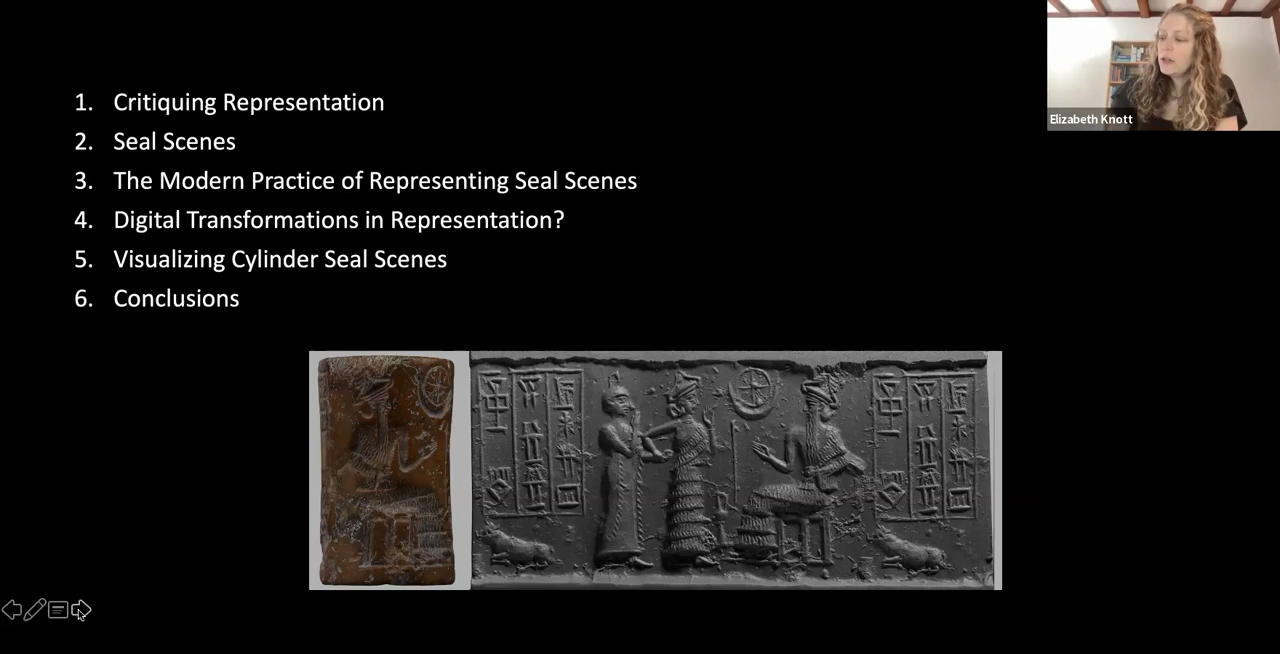 1. Critiquing Representation
2. Seal Scenes
3. The Modern Practice of Representing Seal Scenes
4. Digital Transformations in Representation?
5. Visualizing Cylinder Seal Scenes
6. Conclusions
Elizabeth Knott